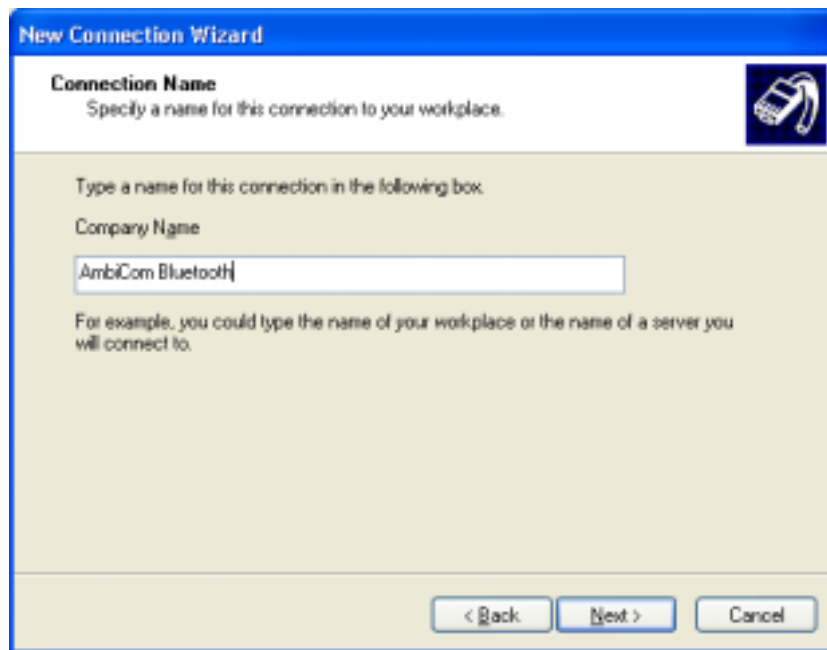 New Connection Wizard
Connection Name
Specify a name for this connection to your workplace.
Type a name for this connection in the following box.
Company Name
AmbiCom Bluetooth
For example, you could type the name of your workplace or the name of a server you
will connect to.
< Back
Next >
Cancel